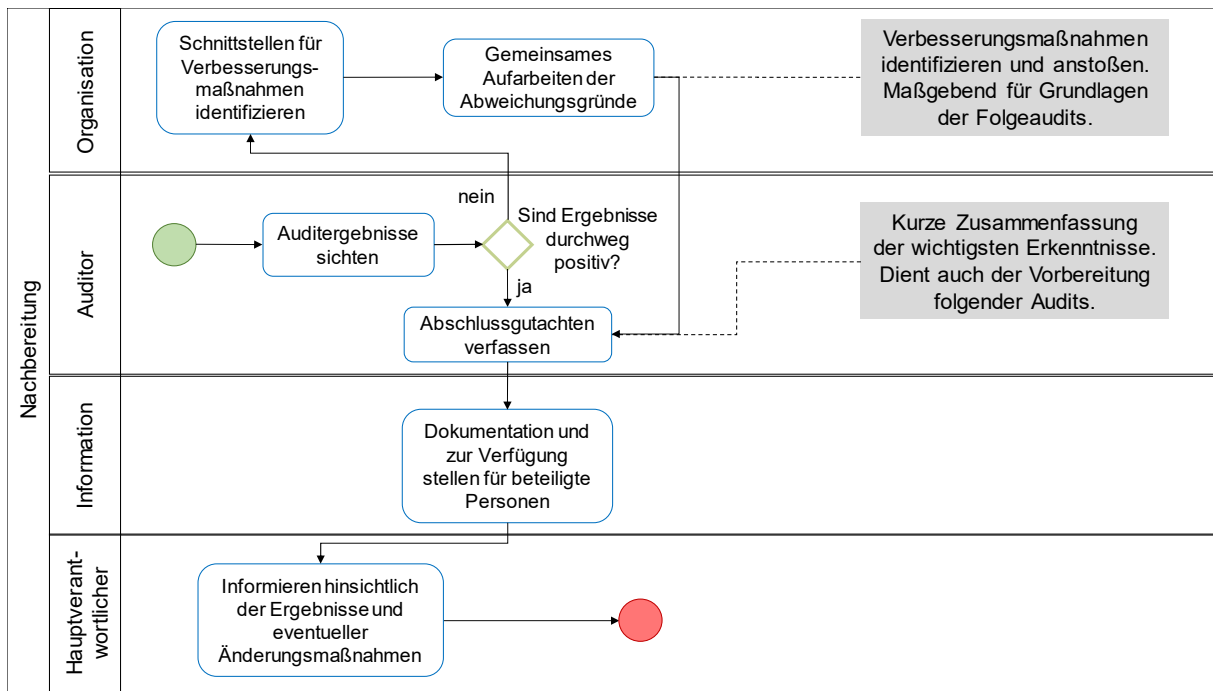 Nachbereitung
Organisation
Schnittstellen für
Verbesserungs-
maßnahmen
identifizieren
Gemeinsames
Aufarbeiten der
Abweichungsgründe
Verbesserungsmaßnahmen
identifizieren und anstoßen.
Maßgebend für Grundlagen
der Folgeaudits.
Auditor
Auditergebnisse
sichten
nein
Sind Ergebnisse
durchweg
positiv?
ja
Abschlussgutachten
verfassen
Kurze Zusammenfassung
der wichtigsten Erkenntnisse.
Dient auch der Vorbereitung
folgender Audits.
Information
Dokumentation und
zur Verfügung
stellen für beteiligte
Personen
Hauptverant-
wortlicher
Informieren hinsichtlich
der Ergebnisse und
eventueller
Änderungsmaßnahmen